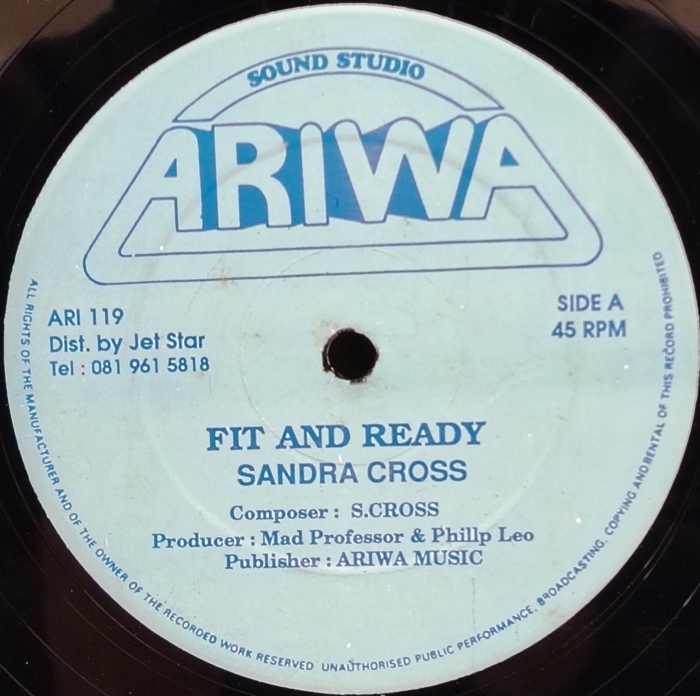 SOUND STUDIO
ARIWA
ARI 119
Dist. by Jet Star
Tel : 081 961 5818
SIDE A
45 RPM
FIT AND READY
SANDRA CROSS
Composer : S.CROSS
Producer : Mad Professor & Phillp Leo
Publisher : ARIWA MUSIC
ALL RIGHTS OF THE MANUFACTURER AND OF THE OWNER OF THE RECORDED WORK RESERVED UNAUTHORISED PUBLIC PERFORMANCE. BROADCASTING. COPYING ANDRENTAL OF THIS RECORD PROHIBITED